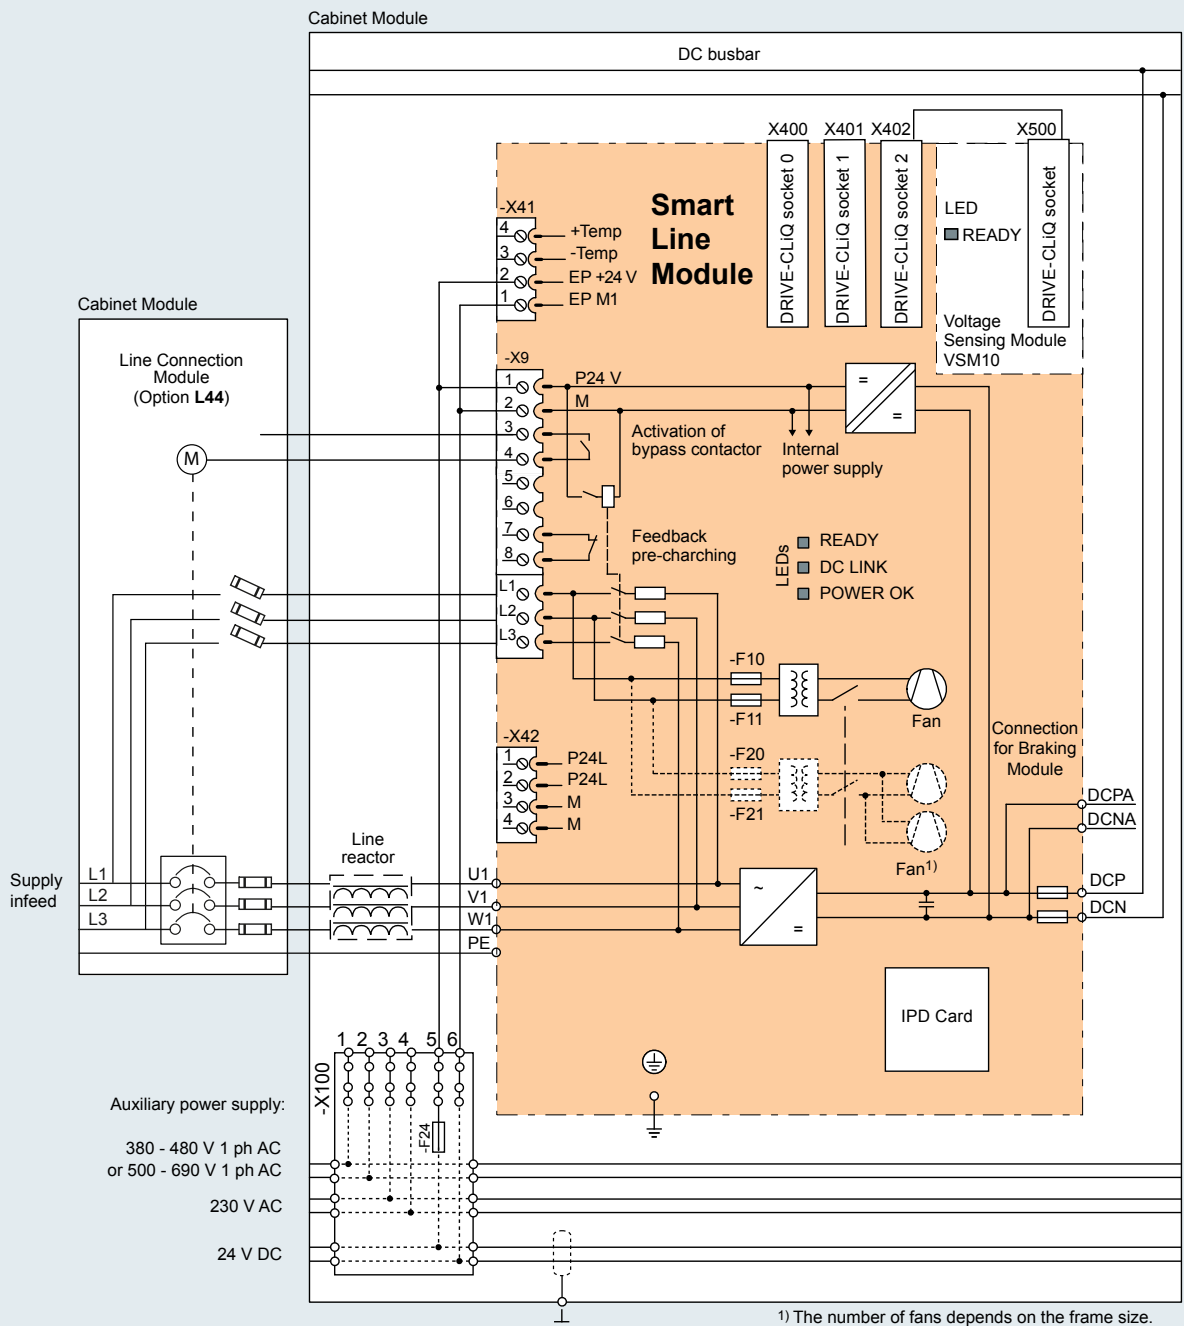 Cabinet Module
DC busbar
X400
X401
X402
X500
DRIVE-CLiQ socket 0
DRIVE-CLiQ socket 1
DRIVE-CLiQ socket 2
DRIVE-CLiQ socket
Smart
Line
Module
LED
READY
Voltage
Sensing Module
VSM10
-X41
4
+Temp
3
-Temp
2
EP +24 V
1
EP M1
Cabinet Module
Line Connection
Module
(Option L44)
M
-X9
1
P24 V
2
M
3
4
5
6
7
8
L1
L2
L3
=
=
Activation of
bypass contactor
Internal
power supply
Feedback
pre-charching
LEDs
READY
DC LINK
POWER OK
-F10
-F11
Fan
-F20
-F21
Fan1)
Connection
for Braking
Module
DCPA
DCNA
DCP
DCN
-X42
1
P24L
2
P24L
3
M
4
M
Line
reactor
Supply
infeed
L1
L2
L3
U1
V1
W1
PE
~
=
IPD Card
-X100
1
2
3
4
5
6
-F24
Auxiliary power supply:
380 - 480 V 1 ph AC
or 500 - 690 V 1 ph AC
230 V AC
24 V DC
1) The number of fans depends on the frame size.